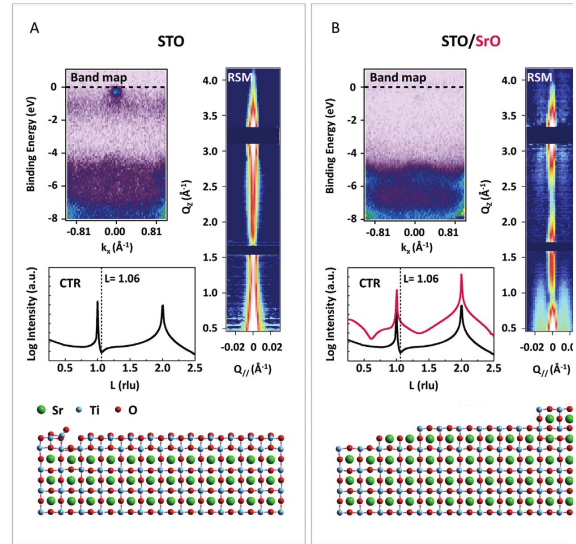 A
STO
Band map
RSM
Binding Energy (eV)
0
-2
-4
-6
-8
-0.81 0.00 0.81
kx (Å-1)
4.0
3.5
3.0
2.5
2.0
1.5
1.0
0.5
Qz (Å-1)
-0.02 0 0.02
Q// (Å-1)
CTR
L= 1.06
Log Intensity (a.u.)
0.5 1.0 1.5 2.0 2.5
L (rlu)
Sr Ti O
B
STO/SrO
Band map
RSM
Binding Energy (eV)
0
-2
-4
-6
-8
-0.81 0.00 0.81
kx (Å-1)
4.0
3.5
3.0
2.5
2.0
1.5
1.0
0.5
Qz (Å-1)
-0.02 0 0.02
Q// (Å-1)
CTR
L= 1.06
Log Intensity (a.u.)
0.5 1.0 1.5 2.0 2.5
L (rlu)